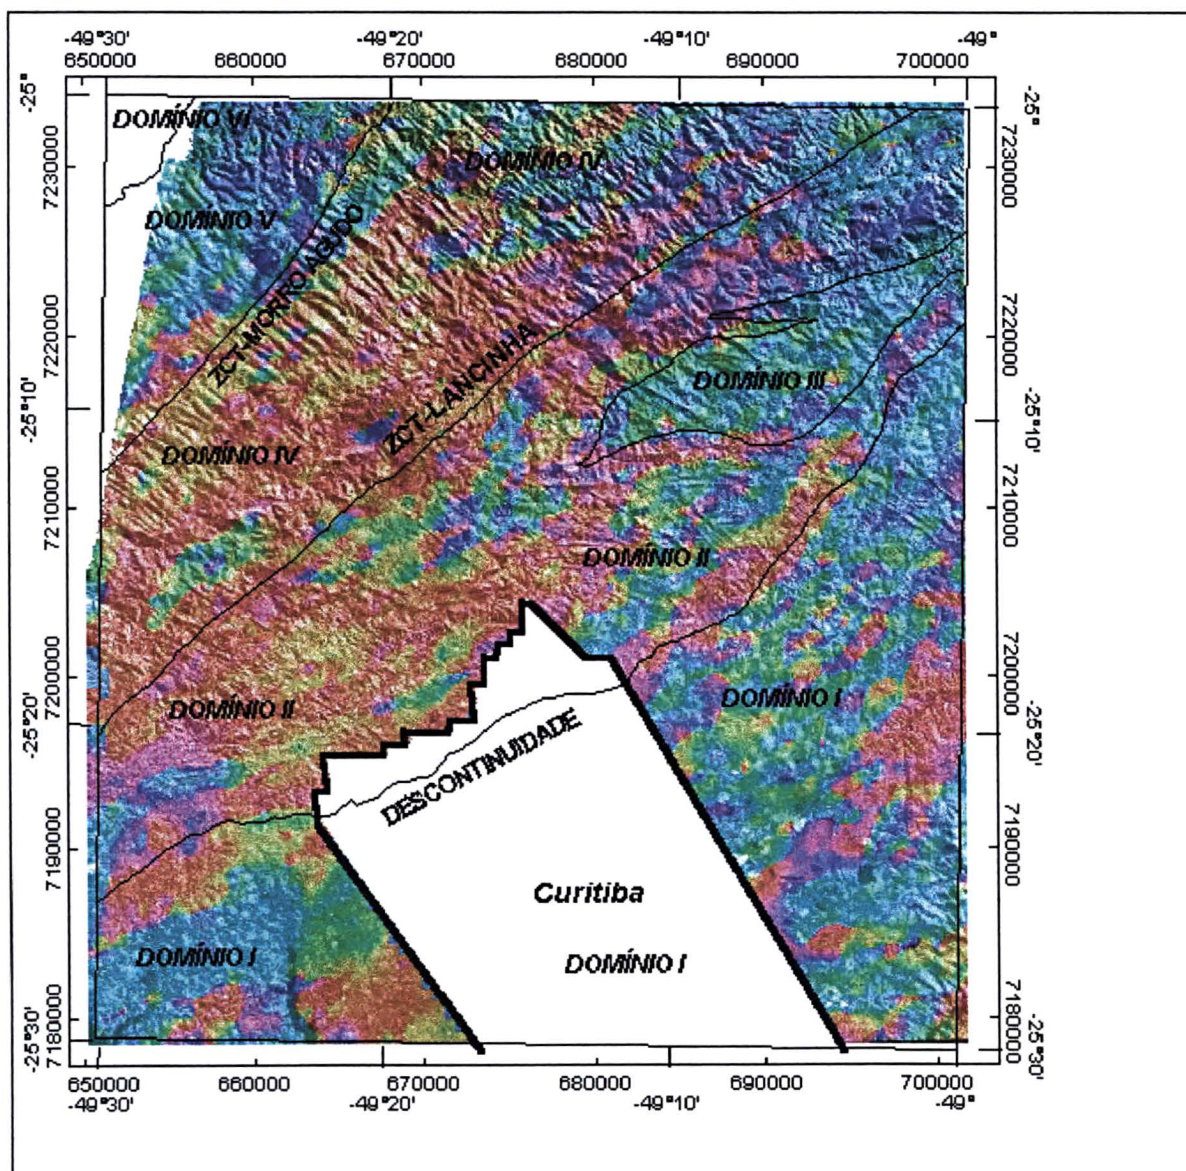 -49°30' -49°20' -49°10' -49°
650000 660000 670000 680000 690000 700000
-25° -25°
DOMÍNIO VI
7230000 DOMÍNIO IV 7230000
DOMÍNIO V
ZCT-MORRO AGUDO
7220000 ZCT-LANCINHA 7220000
DOMÍNIO III
-25°10' -25°10'
DOMÍNIO IV
7210000 7210000
DOMÍNIO II
7200000 DOMÍNIO I 7200000
DOMÍNIO II
-25°20' DESCONTINUIDADE -25°20'
7190000 7190000
Curitiba
DOMÍNIO I DOMÍNIO I
7180000 7180000
-25°30' -25°30'
650000 660000 670000 680000 690000 700000
-49°30' -49°20' -49°10' -49°